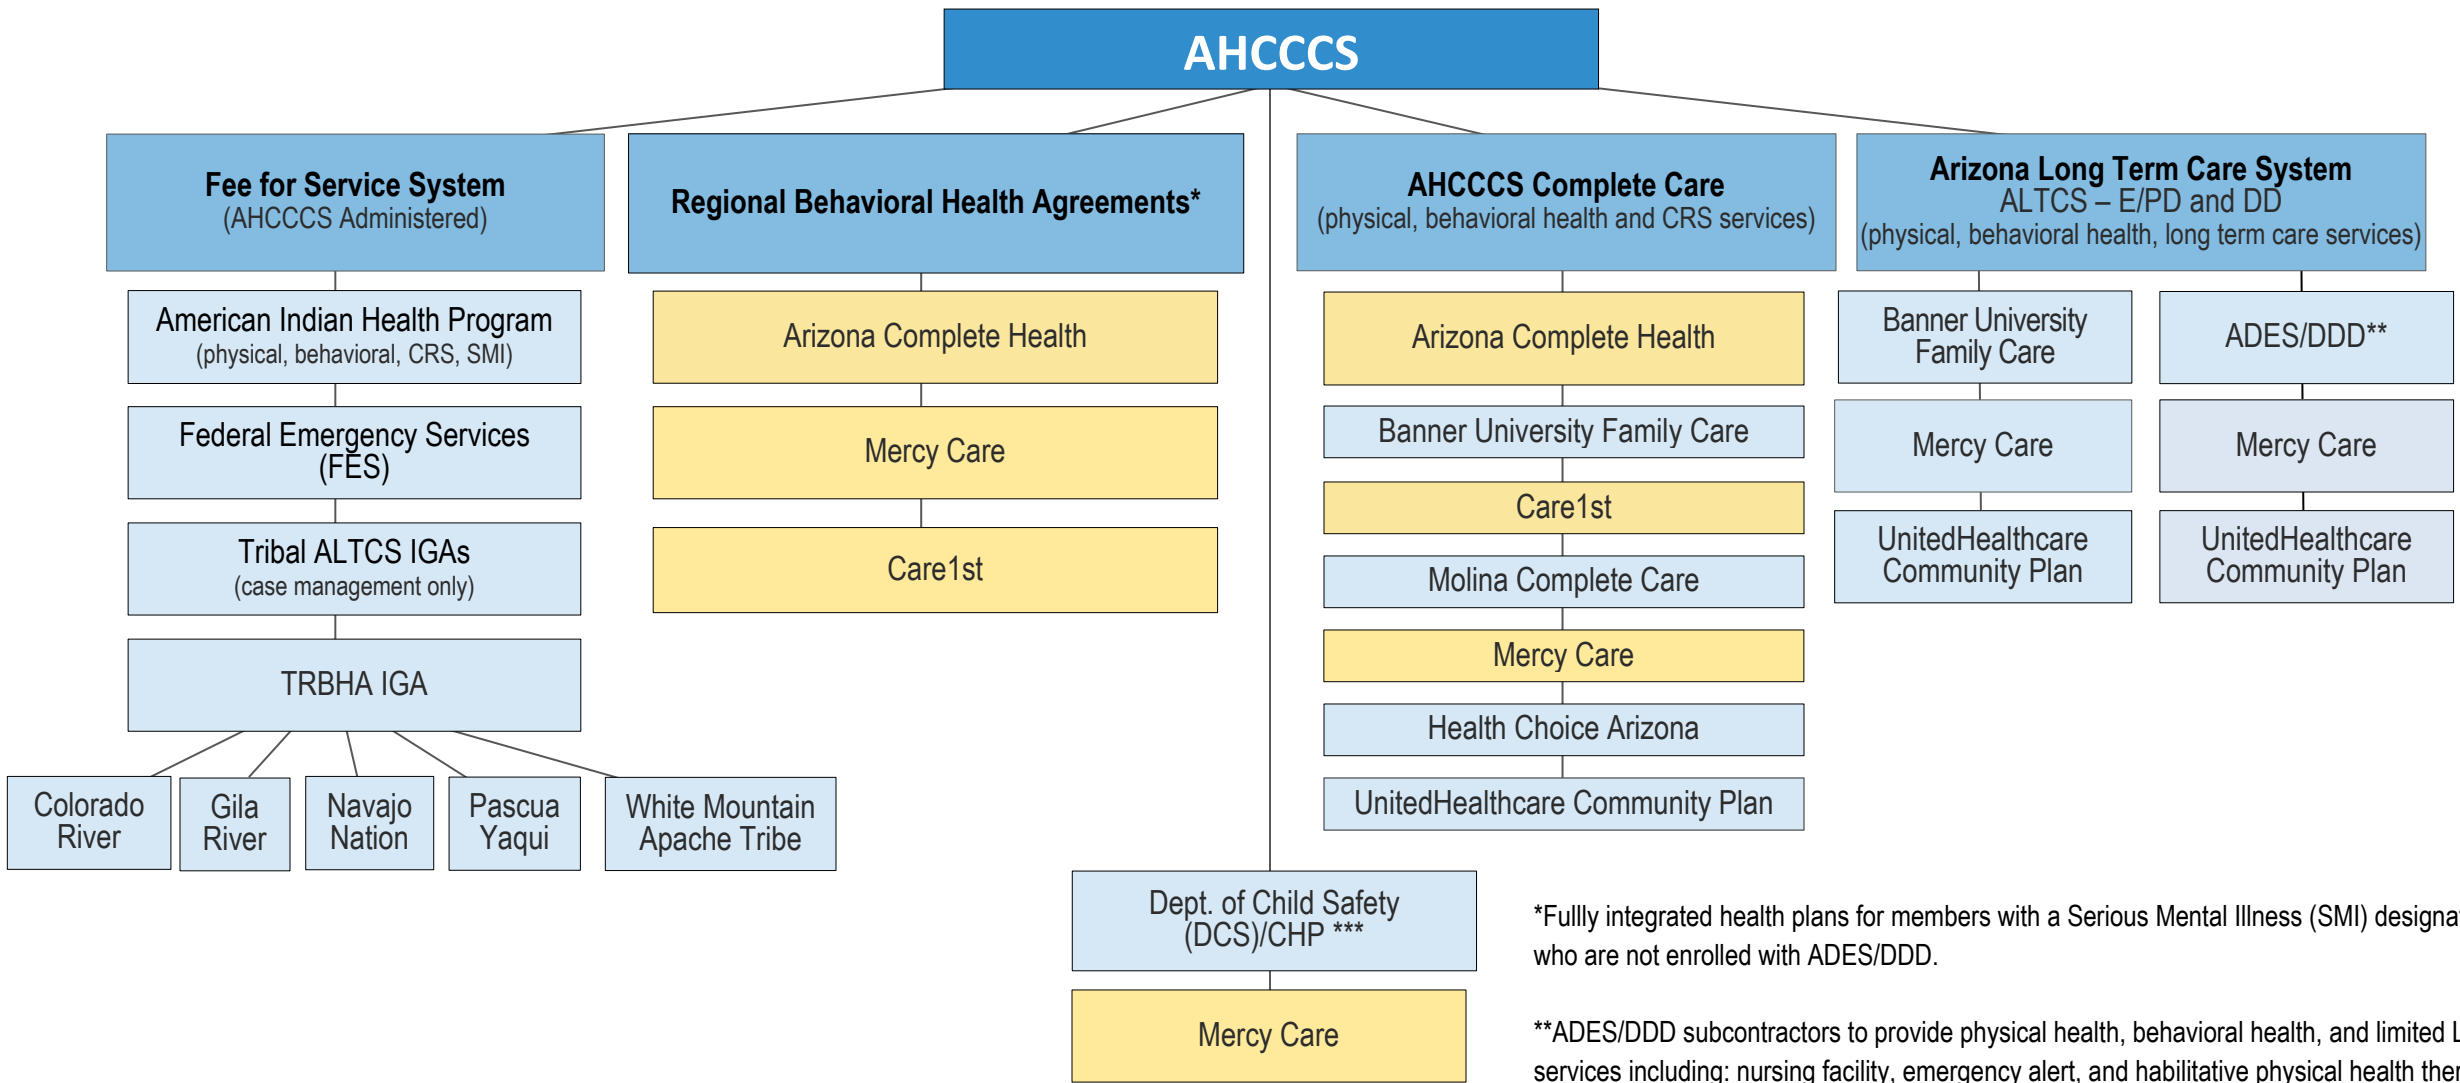 AHCCCS
Fee for Service System
(AHCCCS Administered)
American Indian Health Program
(physical, behavioral, CRS, SMI)
Federal Emergency Services
(FES)
Tribal ALTCS IGAs
(case management only)
TRBHA IGA
Colorado
River
Gila
River
Navajo
Nation
Pascua
Yaqui
White Mountain
Apache Tribe
Regional Behavioral Health Agreements*
Arizona Complete Health
Mercy Care
Care1st
AHCCCS Complete Care
(physical, behavioral health and CRS services)
Arizona Complete Health
Banner University Family Care
Care1st
Molina Complete Care
Mercy Care
Health Choice Arizona
UnitedHealthcare Community Plan
Arizona Long Term Care System
ALTCS – E/PD and DD
(physical, behavioral health, long term care services)
Banner University
Family Care
Mercy Care
UnitedHealthcare
Community Plan
ADES/DDD**
Mercy Care
UnitedHealthcare
Community Plan
Dept. of Child Safety
(DCS)/CHP ***
Mercy Care
*Fullly integrated health plans for members with a Serious Mental Illness (SMI)
who are not enrolled with ADES/DDD.
**ADES/DDD subcontractors to provide physical health, behavioral health, and limited
services including: nursing facility, emergency alert, and habilitative physical health